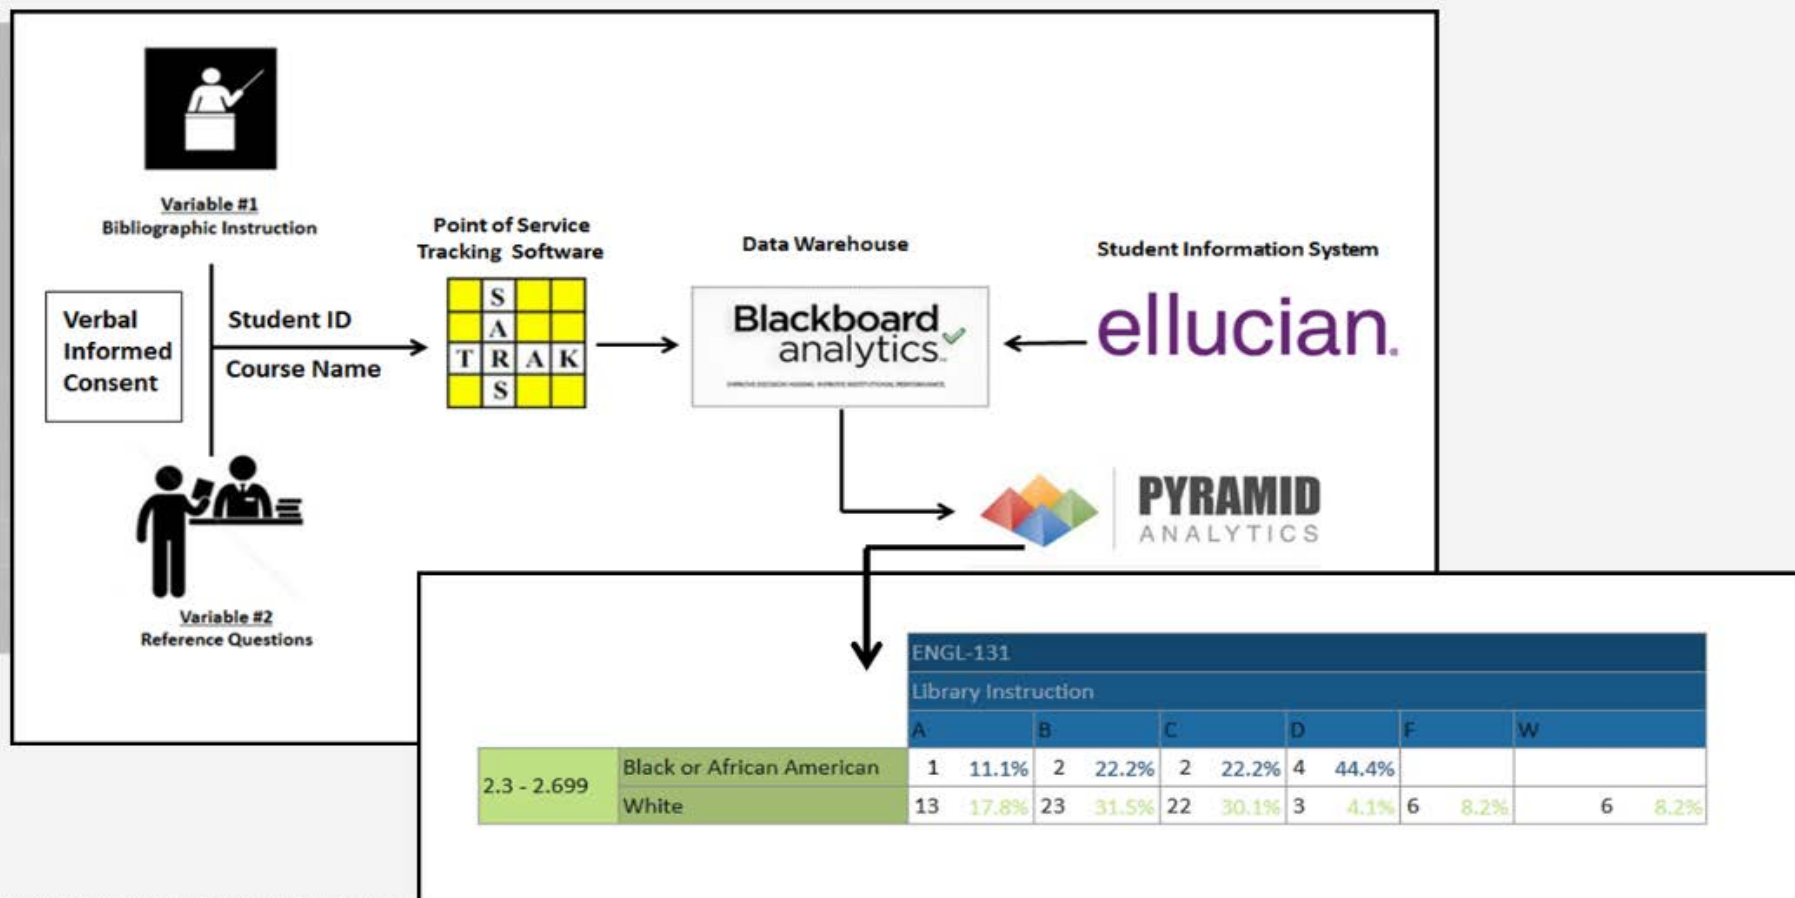 Variable #1
Bibliographic Instruction
Verbal
Informed
Consent
Student ID
Course Name
Variable #2
Reference Questions
Point of Service
Tracking Software
S
A
T R A K
S
Data Warehouse
Blackboard
analytics
Student Information System
ellucian.
PYRAMID
ANALYTICS
ENGL-131
Library Instruction
A B C D F W
2.3 - 2.699
Black or African American 1 11.1% 2 22.2% 2 22.2% 4 44.4%
White 13 17.8% 23 31.5% 22 30.1% 3 4.1% 6 8.2% 6 8.2%